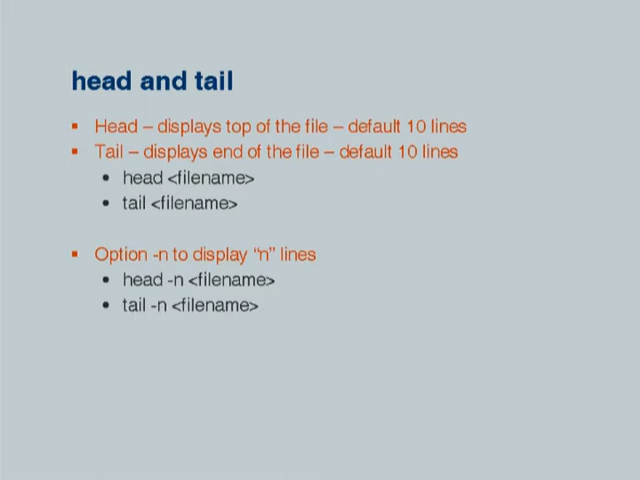 head and tail
▪ Head – displays top of the file – default 10 lines
▪ Tail – displays end of the file – default 10 lines
• head <filename>
• tail <filename>
▪ Option -n to display “n” lines
• head -n <filename>
• tail -n <filename>